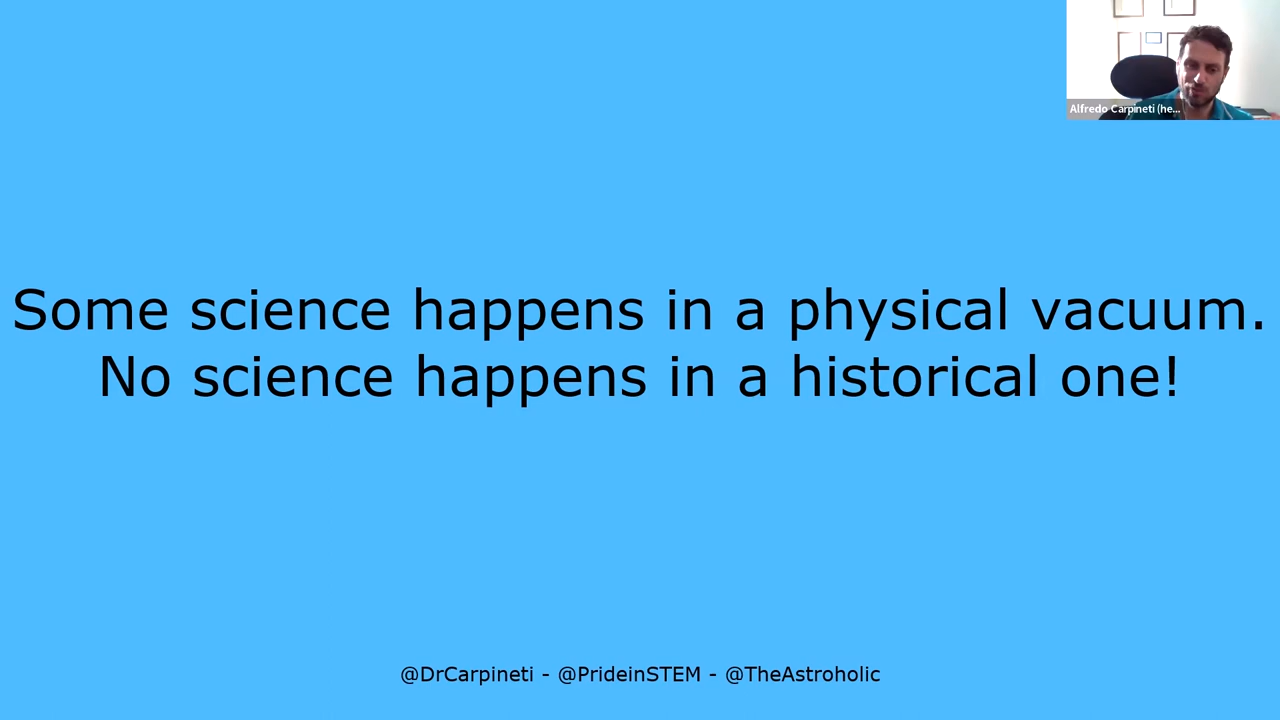 Alfredo Carpineti (he...
Some science happens in a physical vacuum.
No science happens in a historical one!
@DrCarpineti - @PrideinSTEM - @TheAstroholic